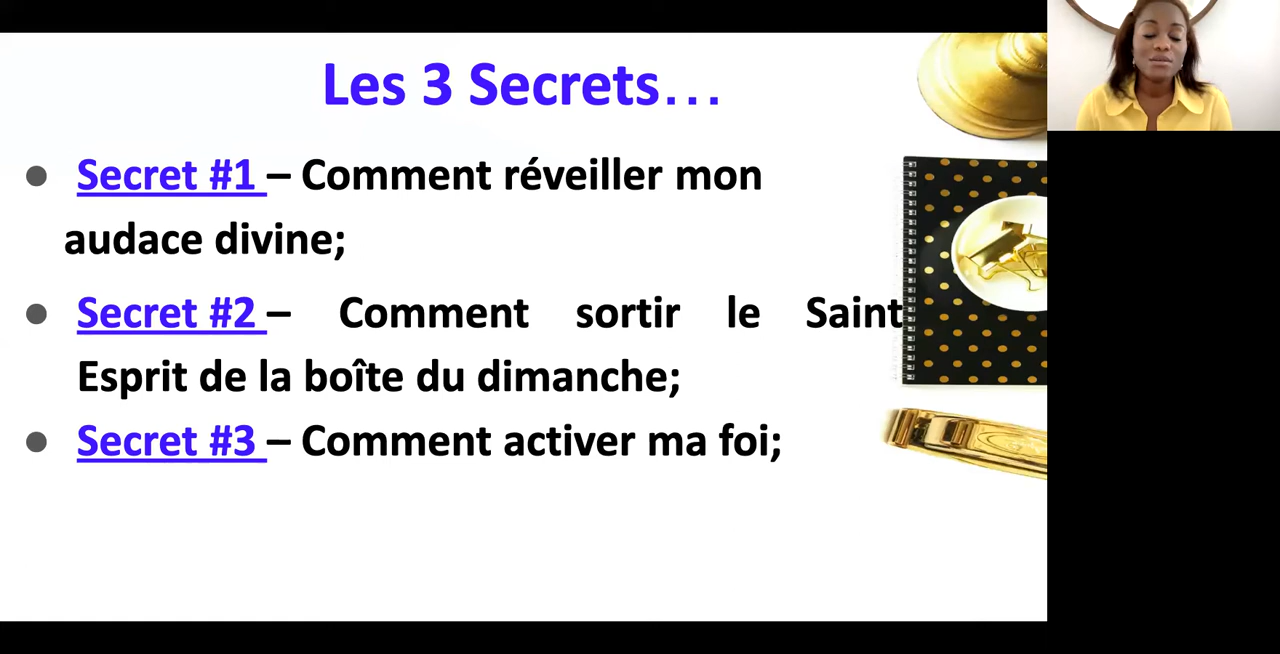 Les 3 Secrets...
Secret #1 – Comment réveiller mon
audace divine;
Secret #2 – Comment sortir le Saint
Esprit de la boîte du dimanche;
Secret #3 – Comment activer ma foi;